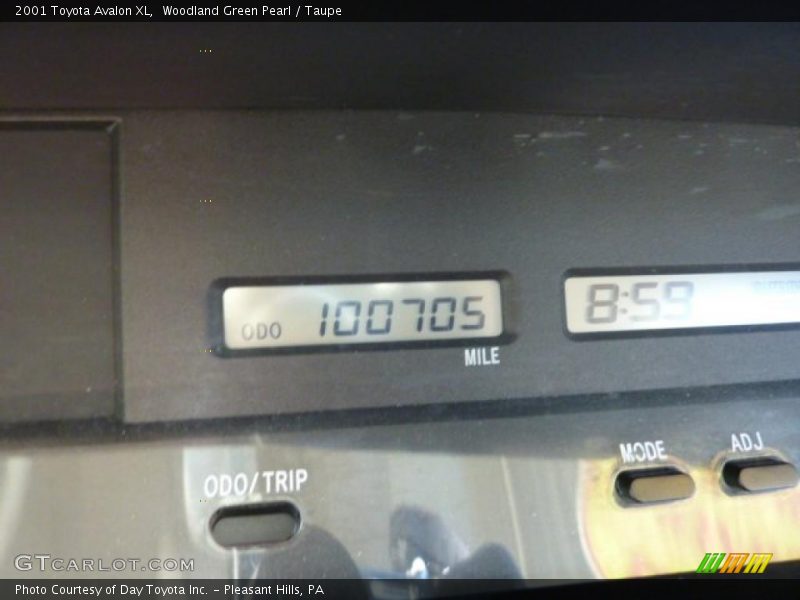 2001 Toyota Avalon XL,  Woodland Green Pearl / Taupe
ODO 100705
8:59
MILE
MODE
ADJ
ODO/TRIP
GTCARLOT.COM
Photo Courtesy of Day Toyota Inc. - Pleasant Hills, PA